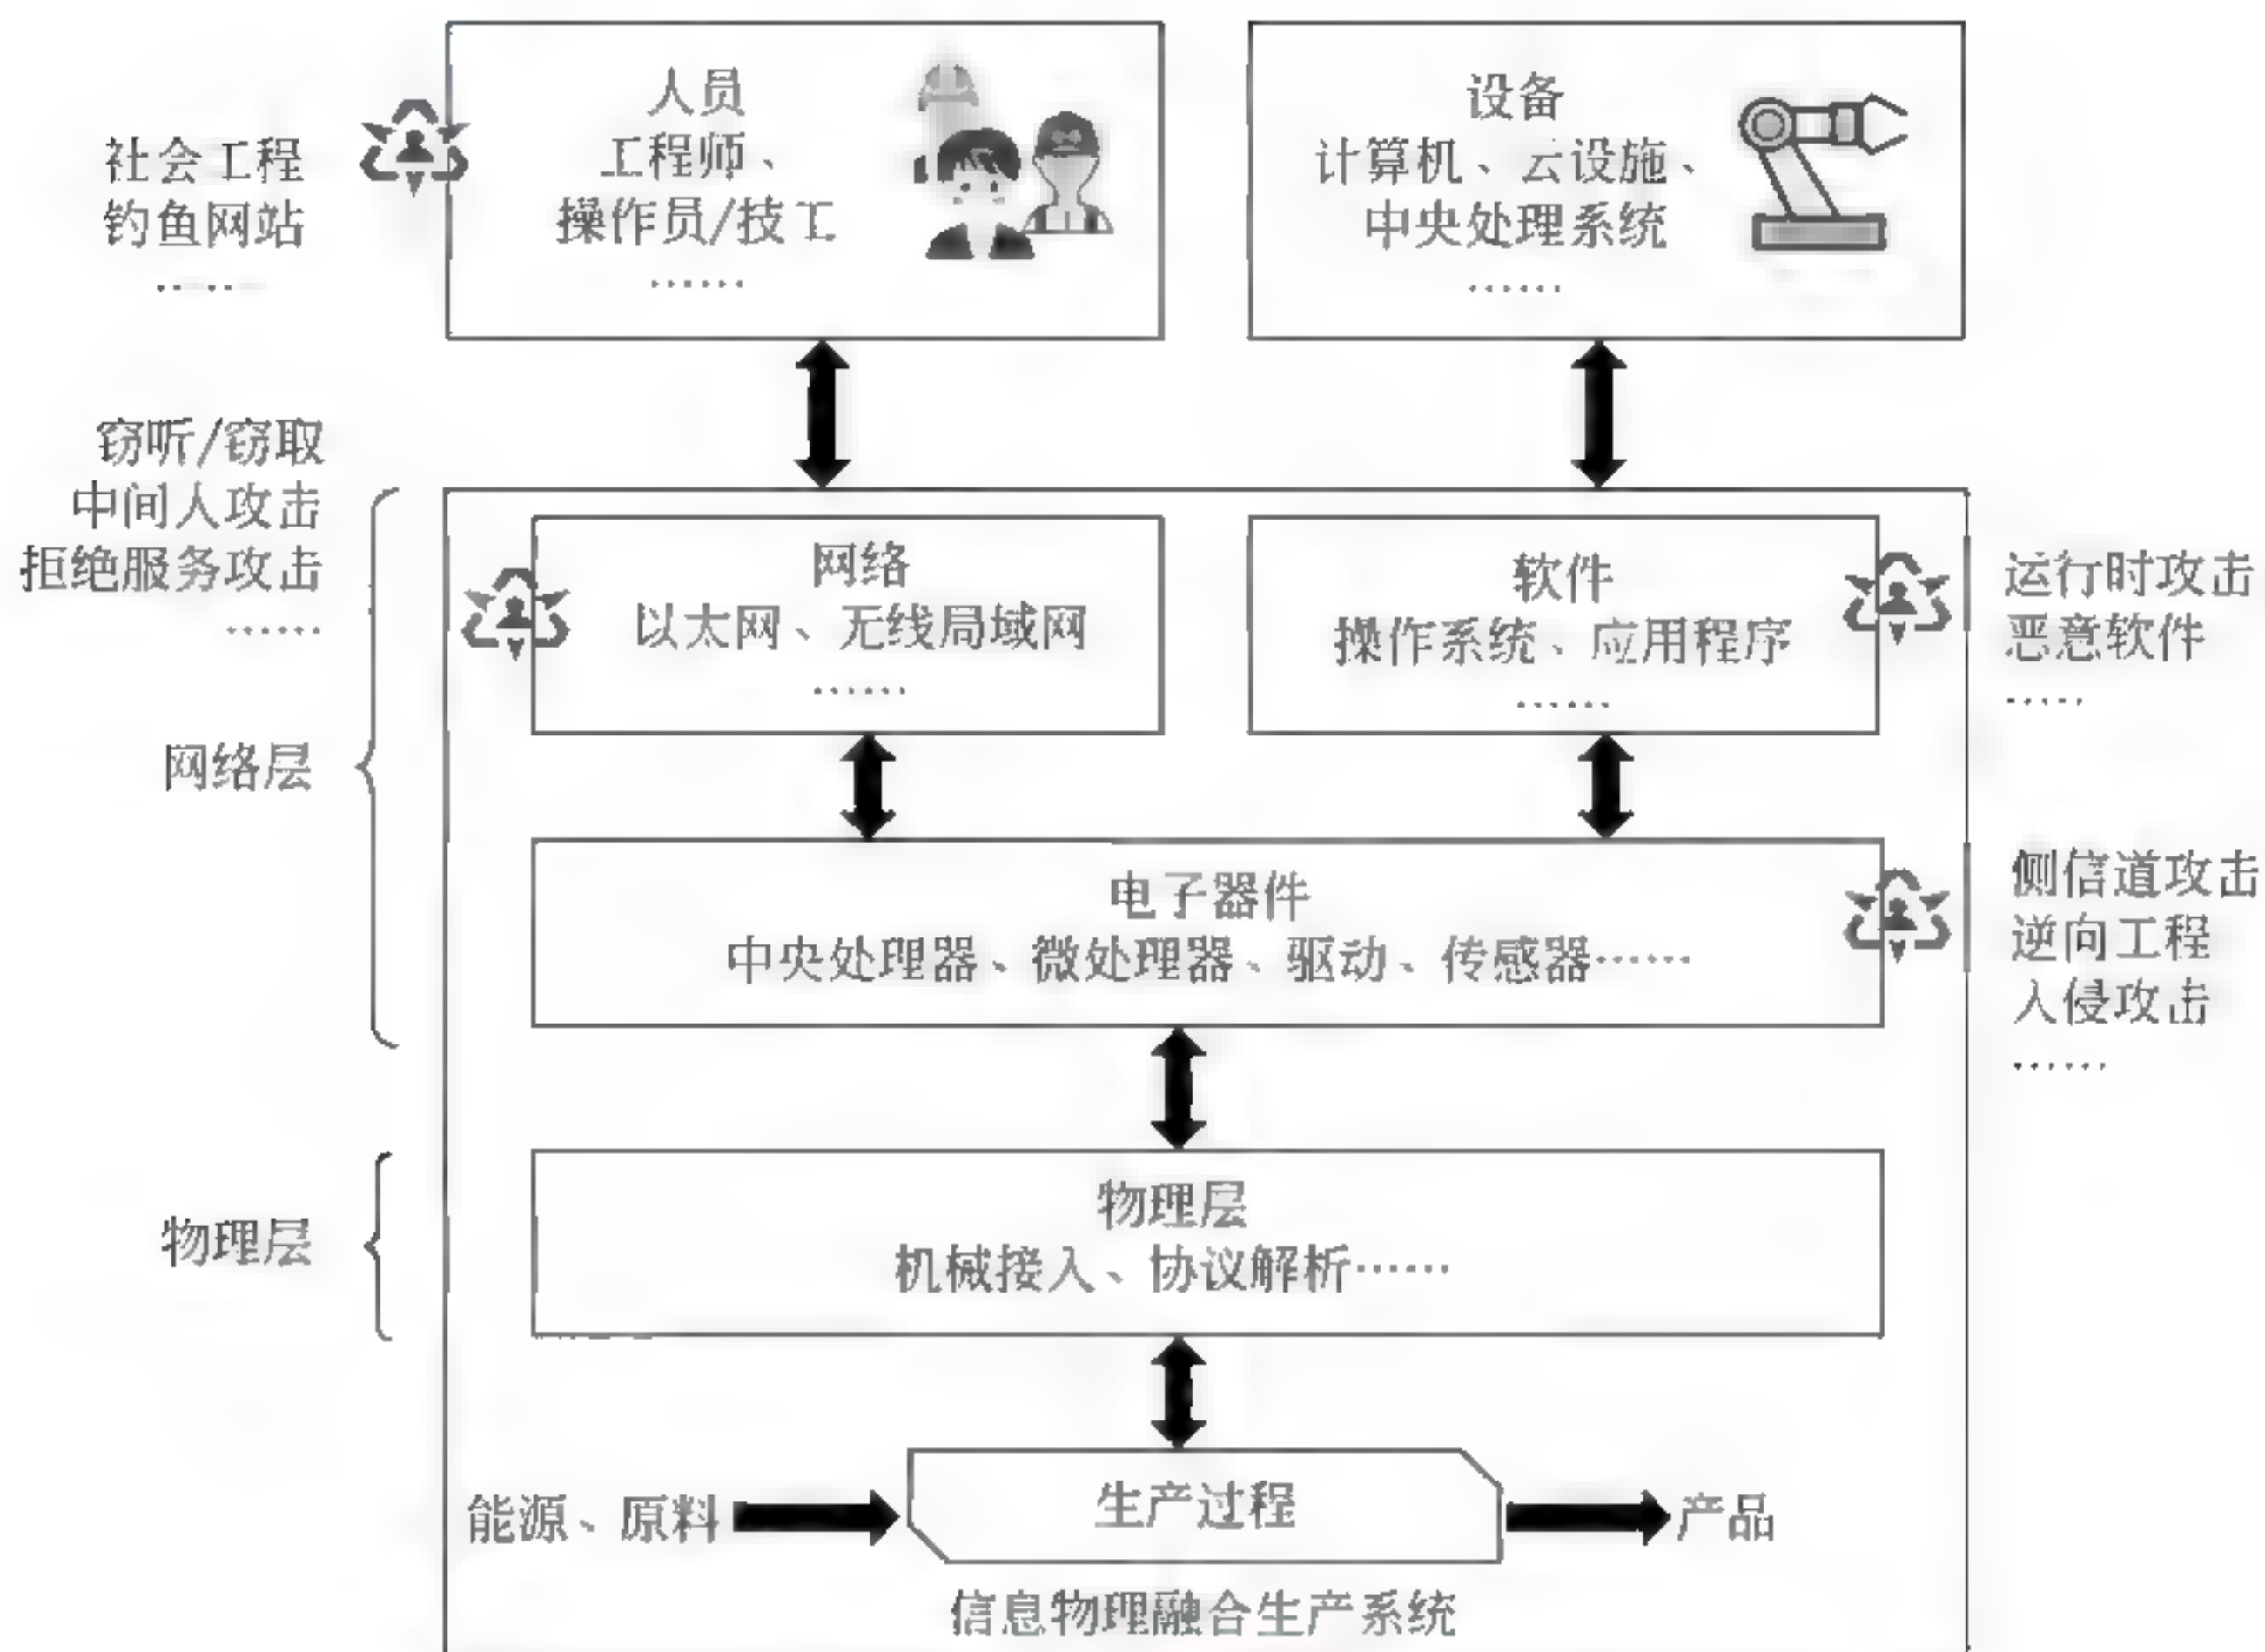 社会工程
钓鱼网站
……
人员
工程师、
操作员/技工
……
设备
计算机、云设施、
中央处理系统
……
窃听/窃取
中间人攻击
拒绝服务攻击
……
网络
以太网、无线局域网
……
软件
操作系统、应用程序
……
运行时攻击
恶意软件
……
网络层
电子器件
中央处理器、微处理器、驱动、传感器……
侧信道攻击
逆向工程
入侵攻击
……
物理层
物理层
机械接入、协议解析……
能源、原料
生产过程
产品
信息物理融合生产系统